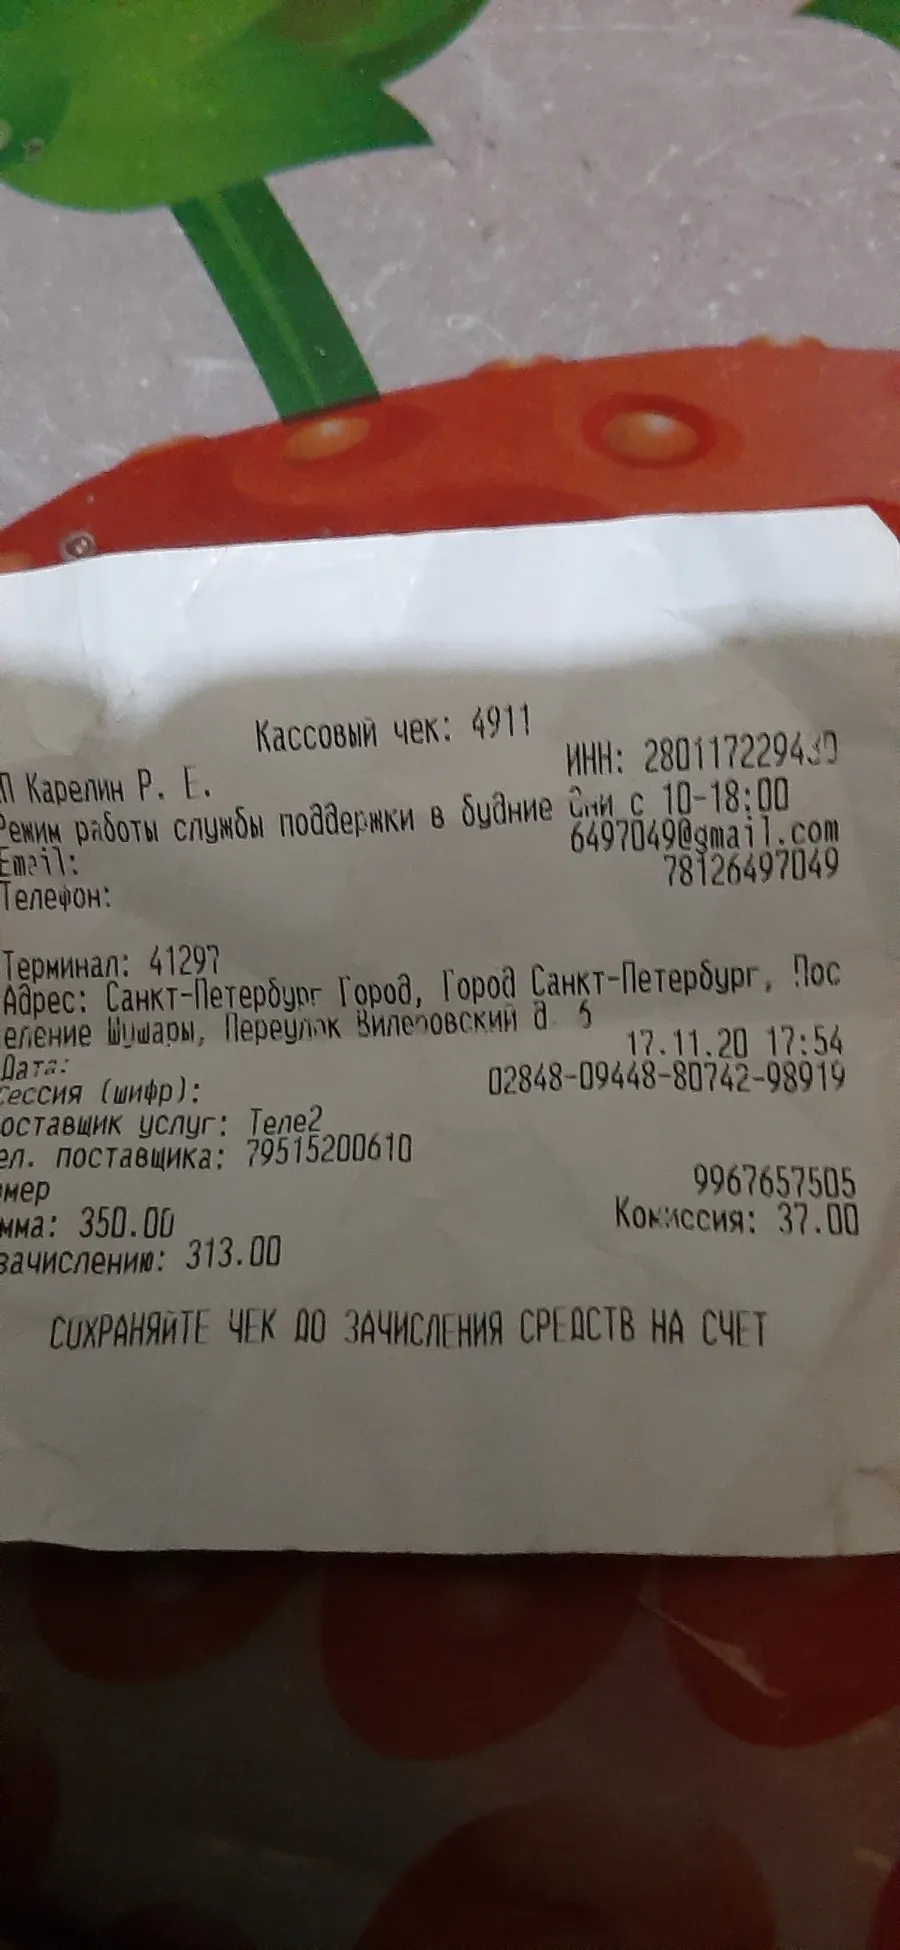 Кассовый чек: 4911
П Карелин Р. Е.
ИНН:
Режим работы службы поддержки в будние дни с 10-18:00
Email: 6497049@gmail.com
Телефон: 78126497049
Терминал: 41297
Адрес: Санкт-Петербург Город, Город Санкт-Петербург, Пос
еление Шушары, Переулок д
Дата: 17.11.20 17:54
Сессия (шифр): 02848-09448-80742-98919
оставщик услуг: Теле2
ел. поставщика: 79515200610
мер 9967657505
мма: 350.00 Комиссия: 37.00
зачислению: 313.00
СОХРАНЯЙТЕ ЧЕК ДО ЗАЧИСЛЕНИЯ СРЕДСТВ НА СЧЕТ